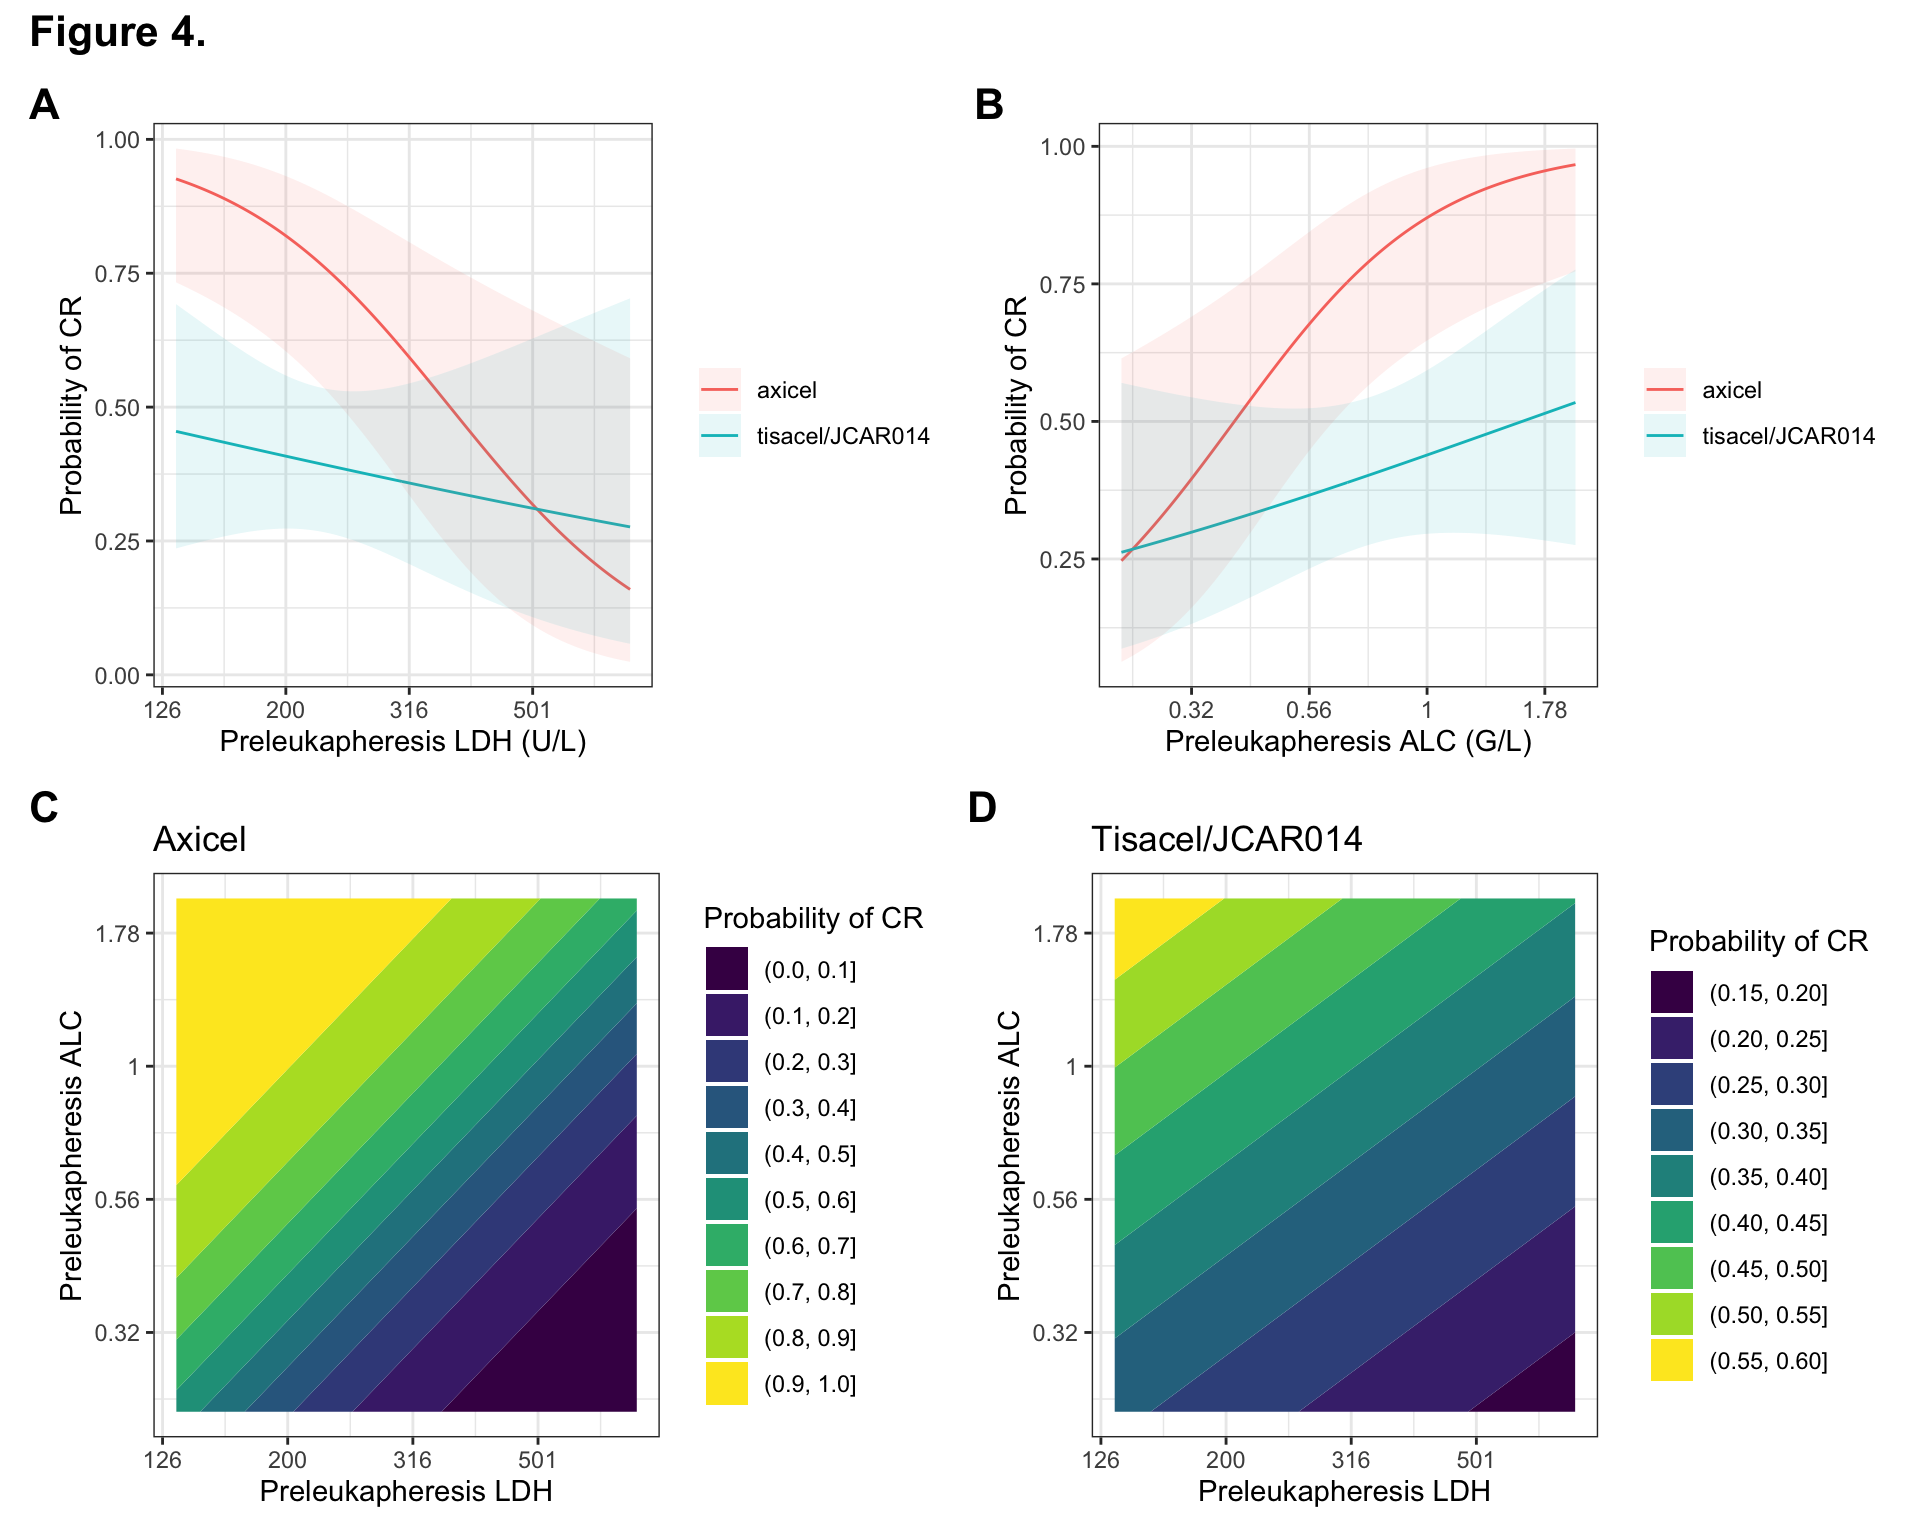 Figure 4.
A
1.00
0.75
0.50
0.25
0.00
Probability of CR
126 200 316 501
Preleukapheresis LDH (U/L)
axicel
tisacel/JCAR014
B
1.00
0.75
0.50
0.25
Probability of CR
0.32 0.56 1 1.78
Preleukapheresis ALC (G/L)
axicel
tisacel/JCAR014
C
Axicel
1.78
1
0.56
0.32
Preleukapheresis ALC
126 200 316 501
Preleukapheresis LDH
Probability of CR
(0.0, 0.1]
(0.1, 0.2]
(0.2, 0.3]
(0.3, 0.4]
(0.4, 0.5]
(0.5, 0.6]
(0.6, 0.7]
(0.7, 0.8]
(0.8, 0.9]
(0.9, 1.0]
D
Tisacel/JCAR014
1.78
1
0.56
0.32
Preleukapheresis ALC
126 200 316 501
Preleukapheresis LDH
Probability of CR
(0.15, 0.20]
(0.20, 0.25]
(0.25, 0.30]
(0.30, 0.35]
(0.35, 0.40]
(0.40, 0.45]
(0.45, 0.50]
(0.50, 0.55]
(0.55, 0.60]